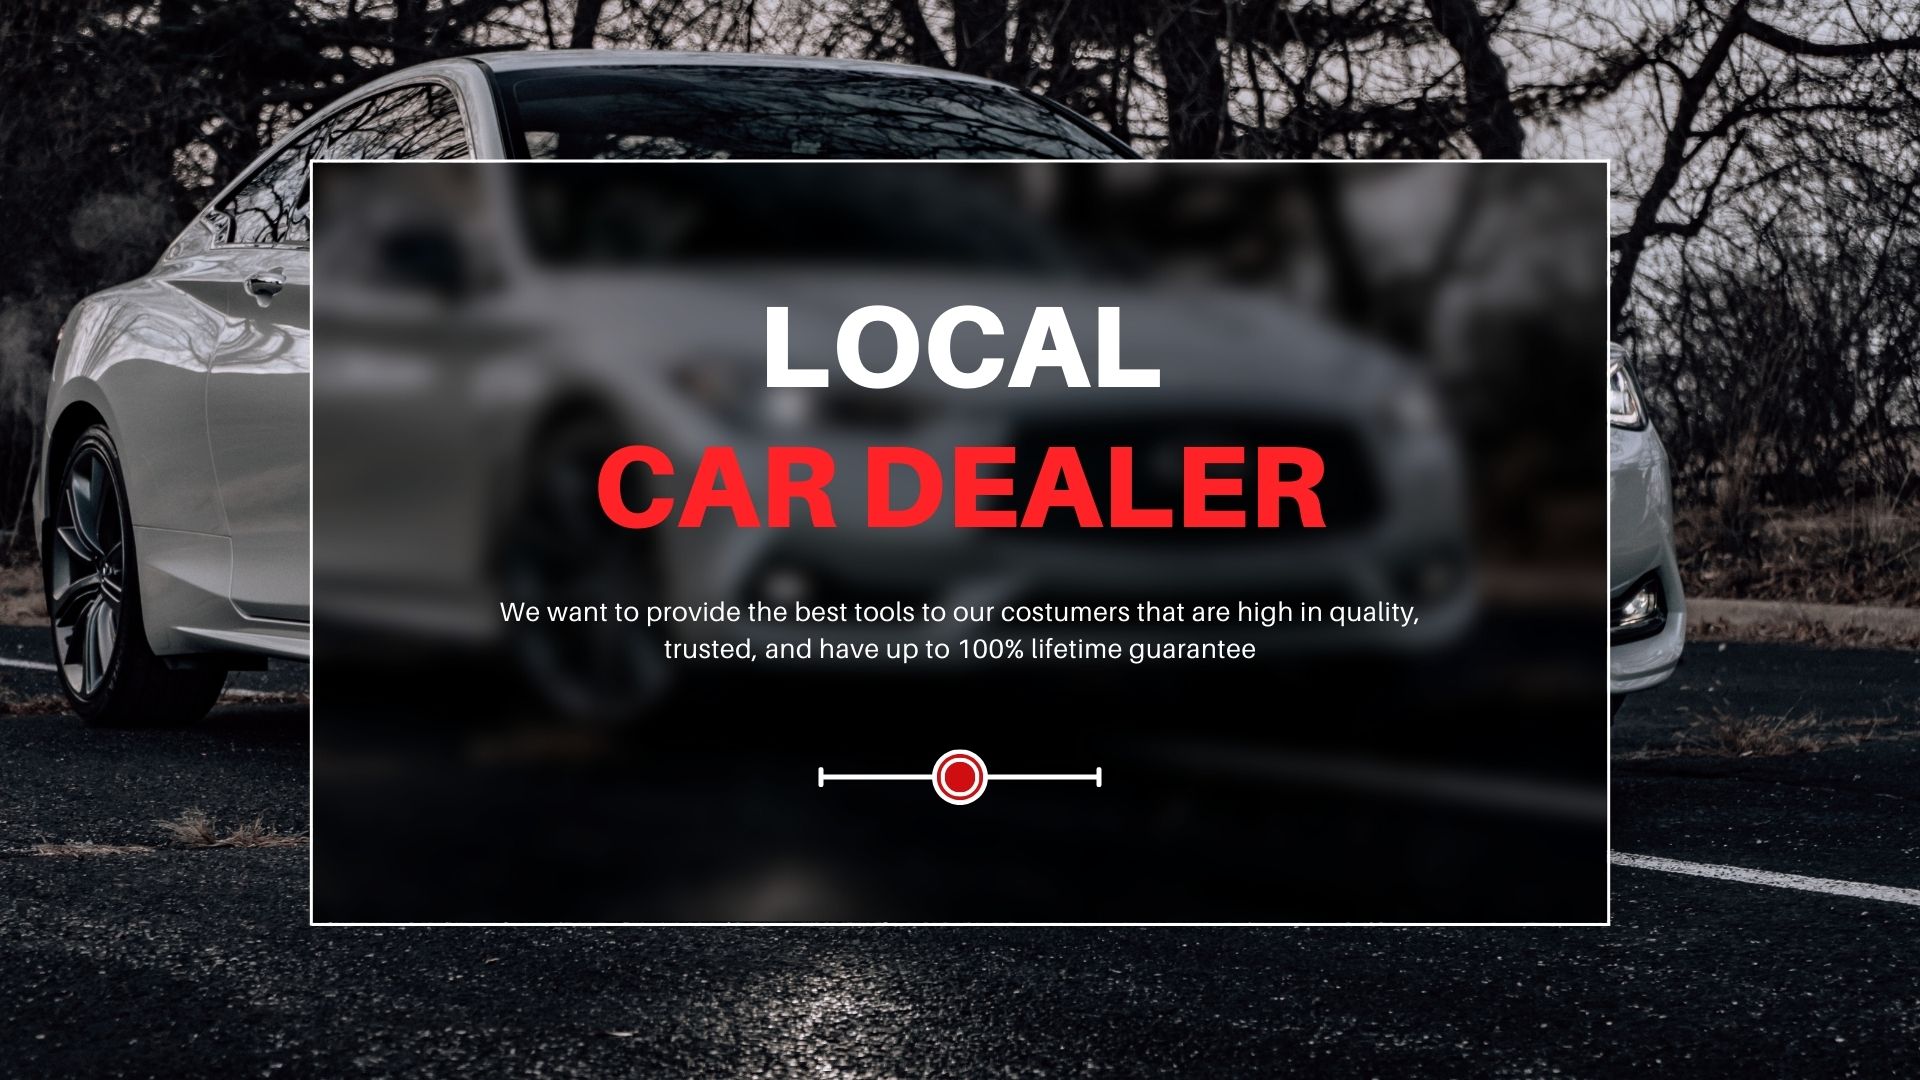 LOCAL
CAR DEALER
We want to provide the best tools to our costumers that are high in quality,
trusted, and have up to 100% lifetime guarantee